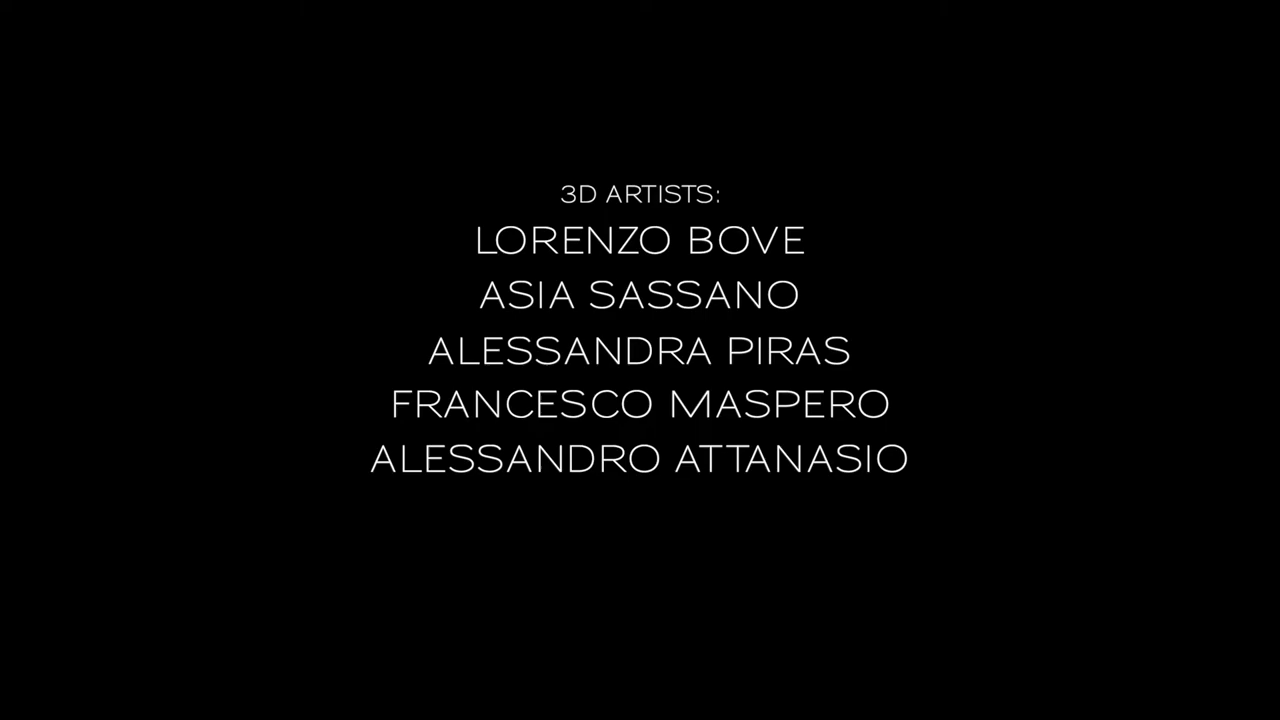 3D ARTISTS:
LORENZO BOVE
ASIA SASSANO
ALESSANDRA PIRAS
FRANCESCO MASPERO
ALESSANDRO ATTANASIO